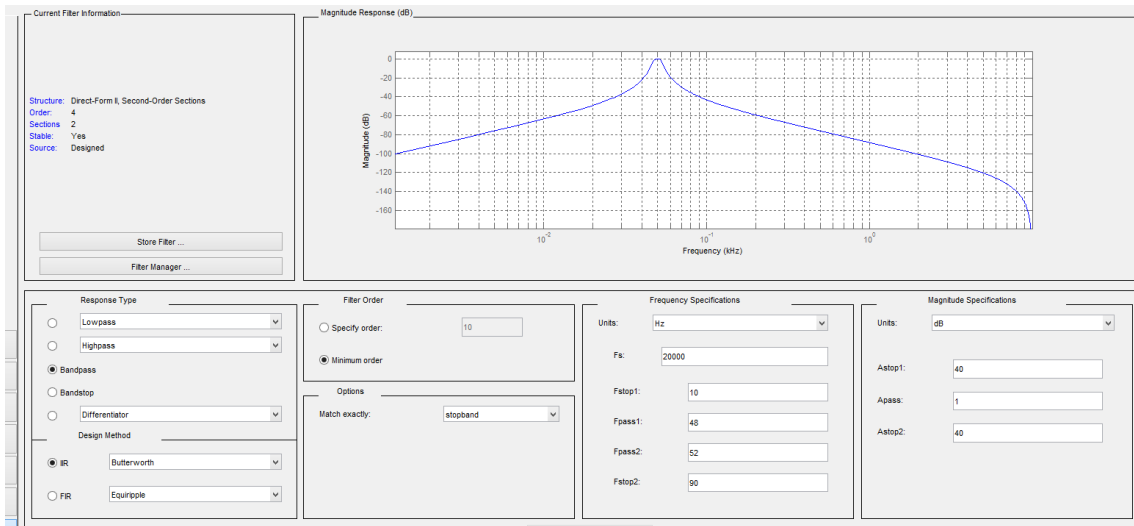 Current Filter Information
Structure: Direct-Form II, Second-Order Sections
Order: 4
Sections 2
Stable: Yes
Source: Designed
Store Filter ...
Filter Manager ...
Magnitude Response (dB)
0
-20
-40
-60
-80
-100
-120
-140
-160
Magnitude (dB)
10^-2
10^-1
10^0
Frequency (kHz)
Response Type
Lowpass
Highpass
Bandpass
Bandstop
Differentiator
Design Method
IIR Butterworth
FIR Equiripple
Filter Order
Specify order: 10
Minimum order
Options
Match exactly: stopband
Frequency Specifications
Units: Hz
Fs: 20000
Fstop1: 10
Fpass1: 48
Fpass2: 52
Fstop2: 90
Magnitude Specifications
Units: dB
Astop1: 40
Apass: 1
Astop2: 40